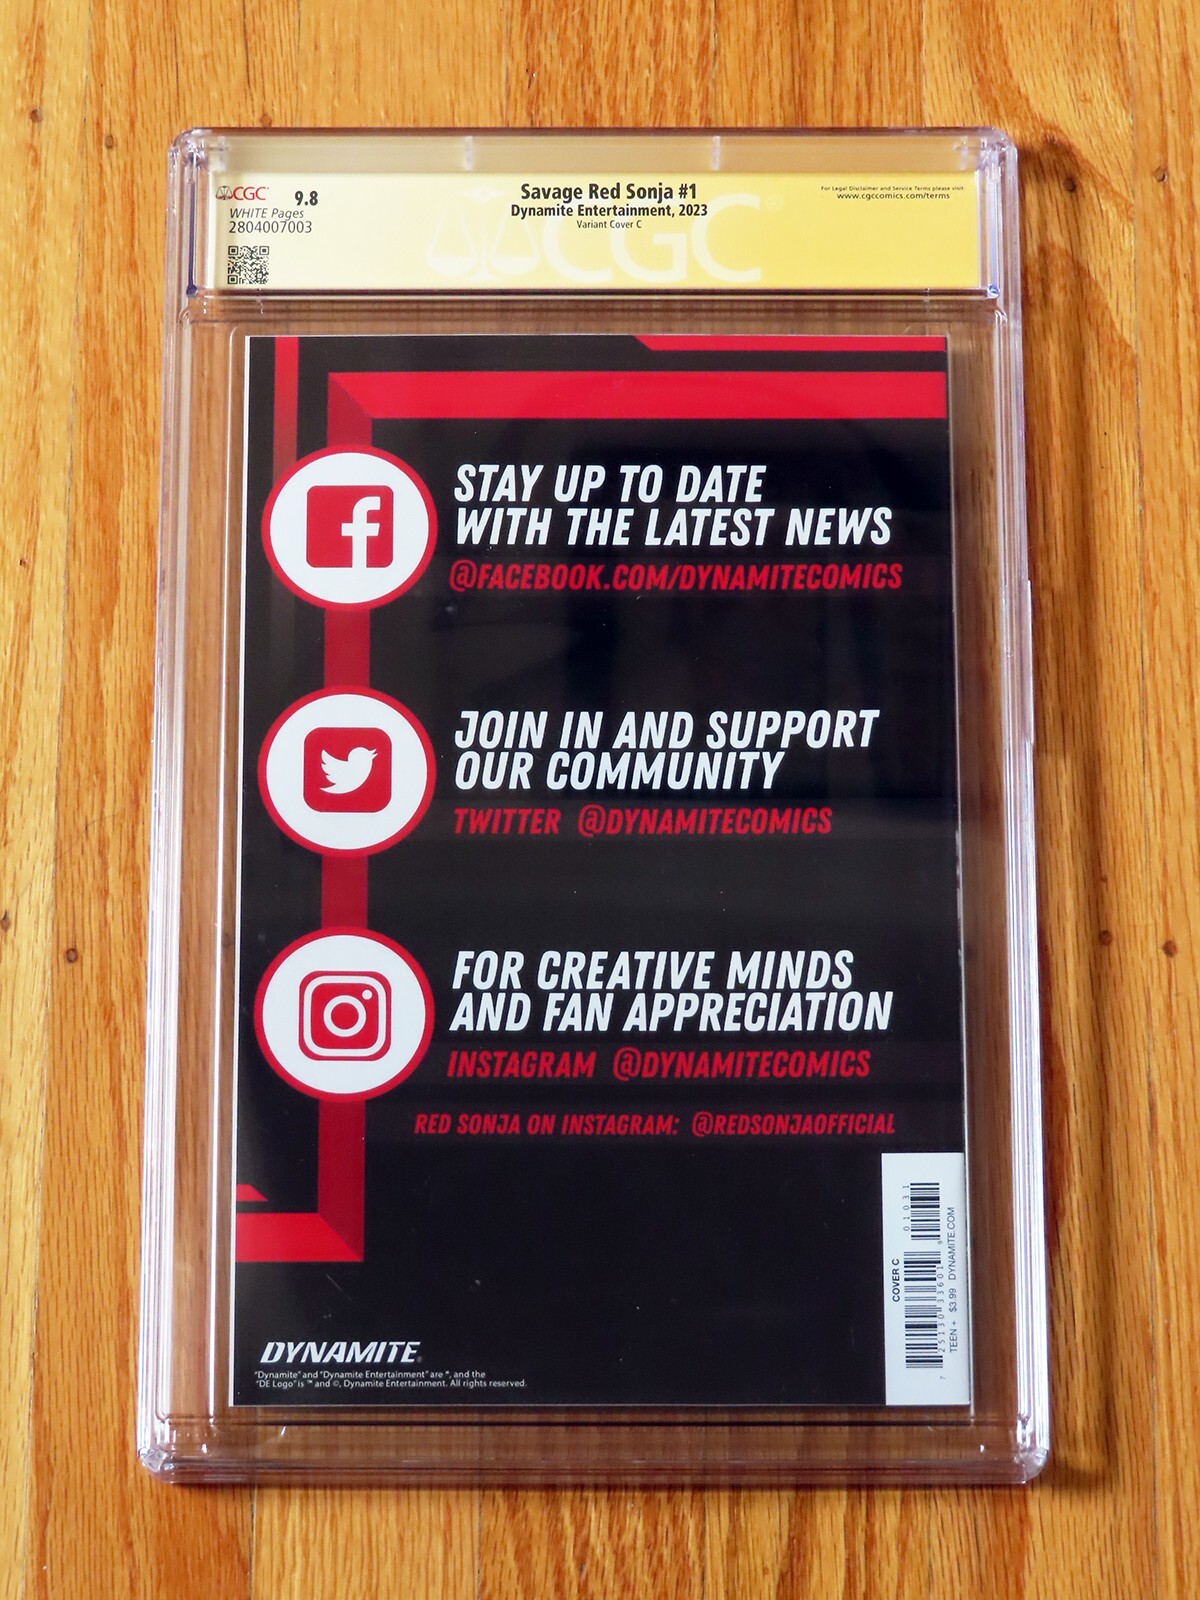 CGC 9.8
WHITE Pages
2804007003
Savage Red Sonja #1
Dynamite Entertainment, 2023
Variant Cover C
For Legal Disclaimer and Service Terms please visit:
www.cgccomics.com/terms
CGC
STAY UP TO DATE
WITH THE LATEST NEWS
@FACEBOOK.COM/DYNAMITECOMICS
JOIN IN AND SUPPORT
OUR COMMUNITY
TWITTER @DYNAMITECOMICS
FOR CREATIVE MINDS
AND FAN APPRECIATION
INSTAGRAM @DYNAMITECOMICS
RED SONJA ON INSTAGRAM: @REDSONJAOFFICIAL
COVER C
01031
TEEN + $3.99 DYNAMITE.COM
DYNAMITE
"Dynamite" and "Dynamite Entertainment" are ®, and the
"DE Logo" is ™ and ©, Dynamite Entertainment. All rights reserved.